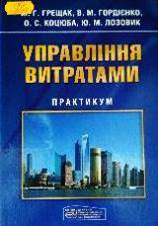 Г. ГРЕЩАК, В. М. ГОРДІЄНКО,
О. С. КОЦЮБА, Ю. М. ЛОЗОВИК
УПРАВЛІННЯ
ВИТРАТАМИ
ПРАКТИКУМ